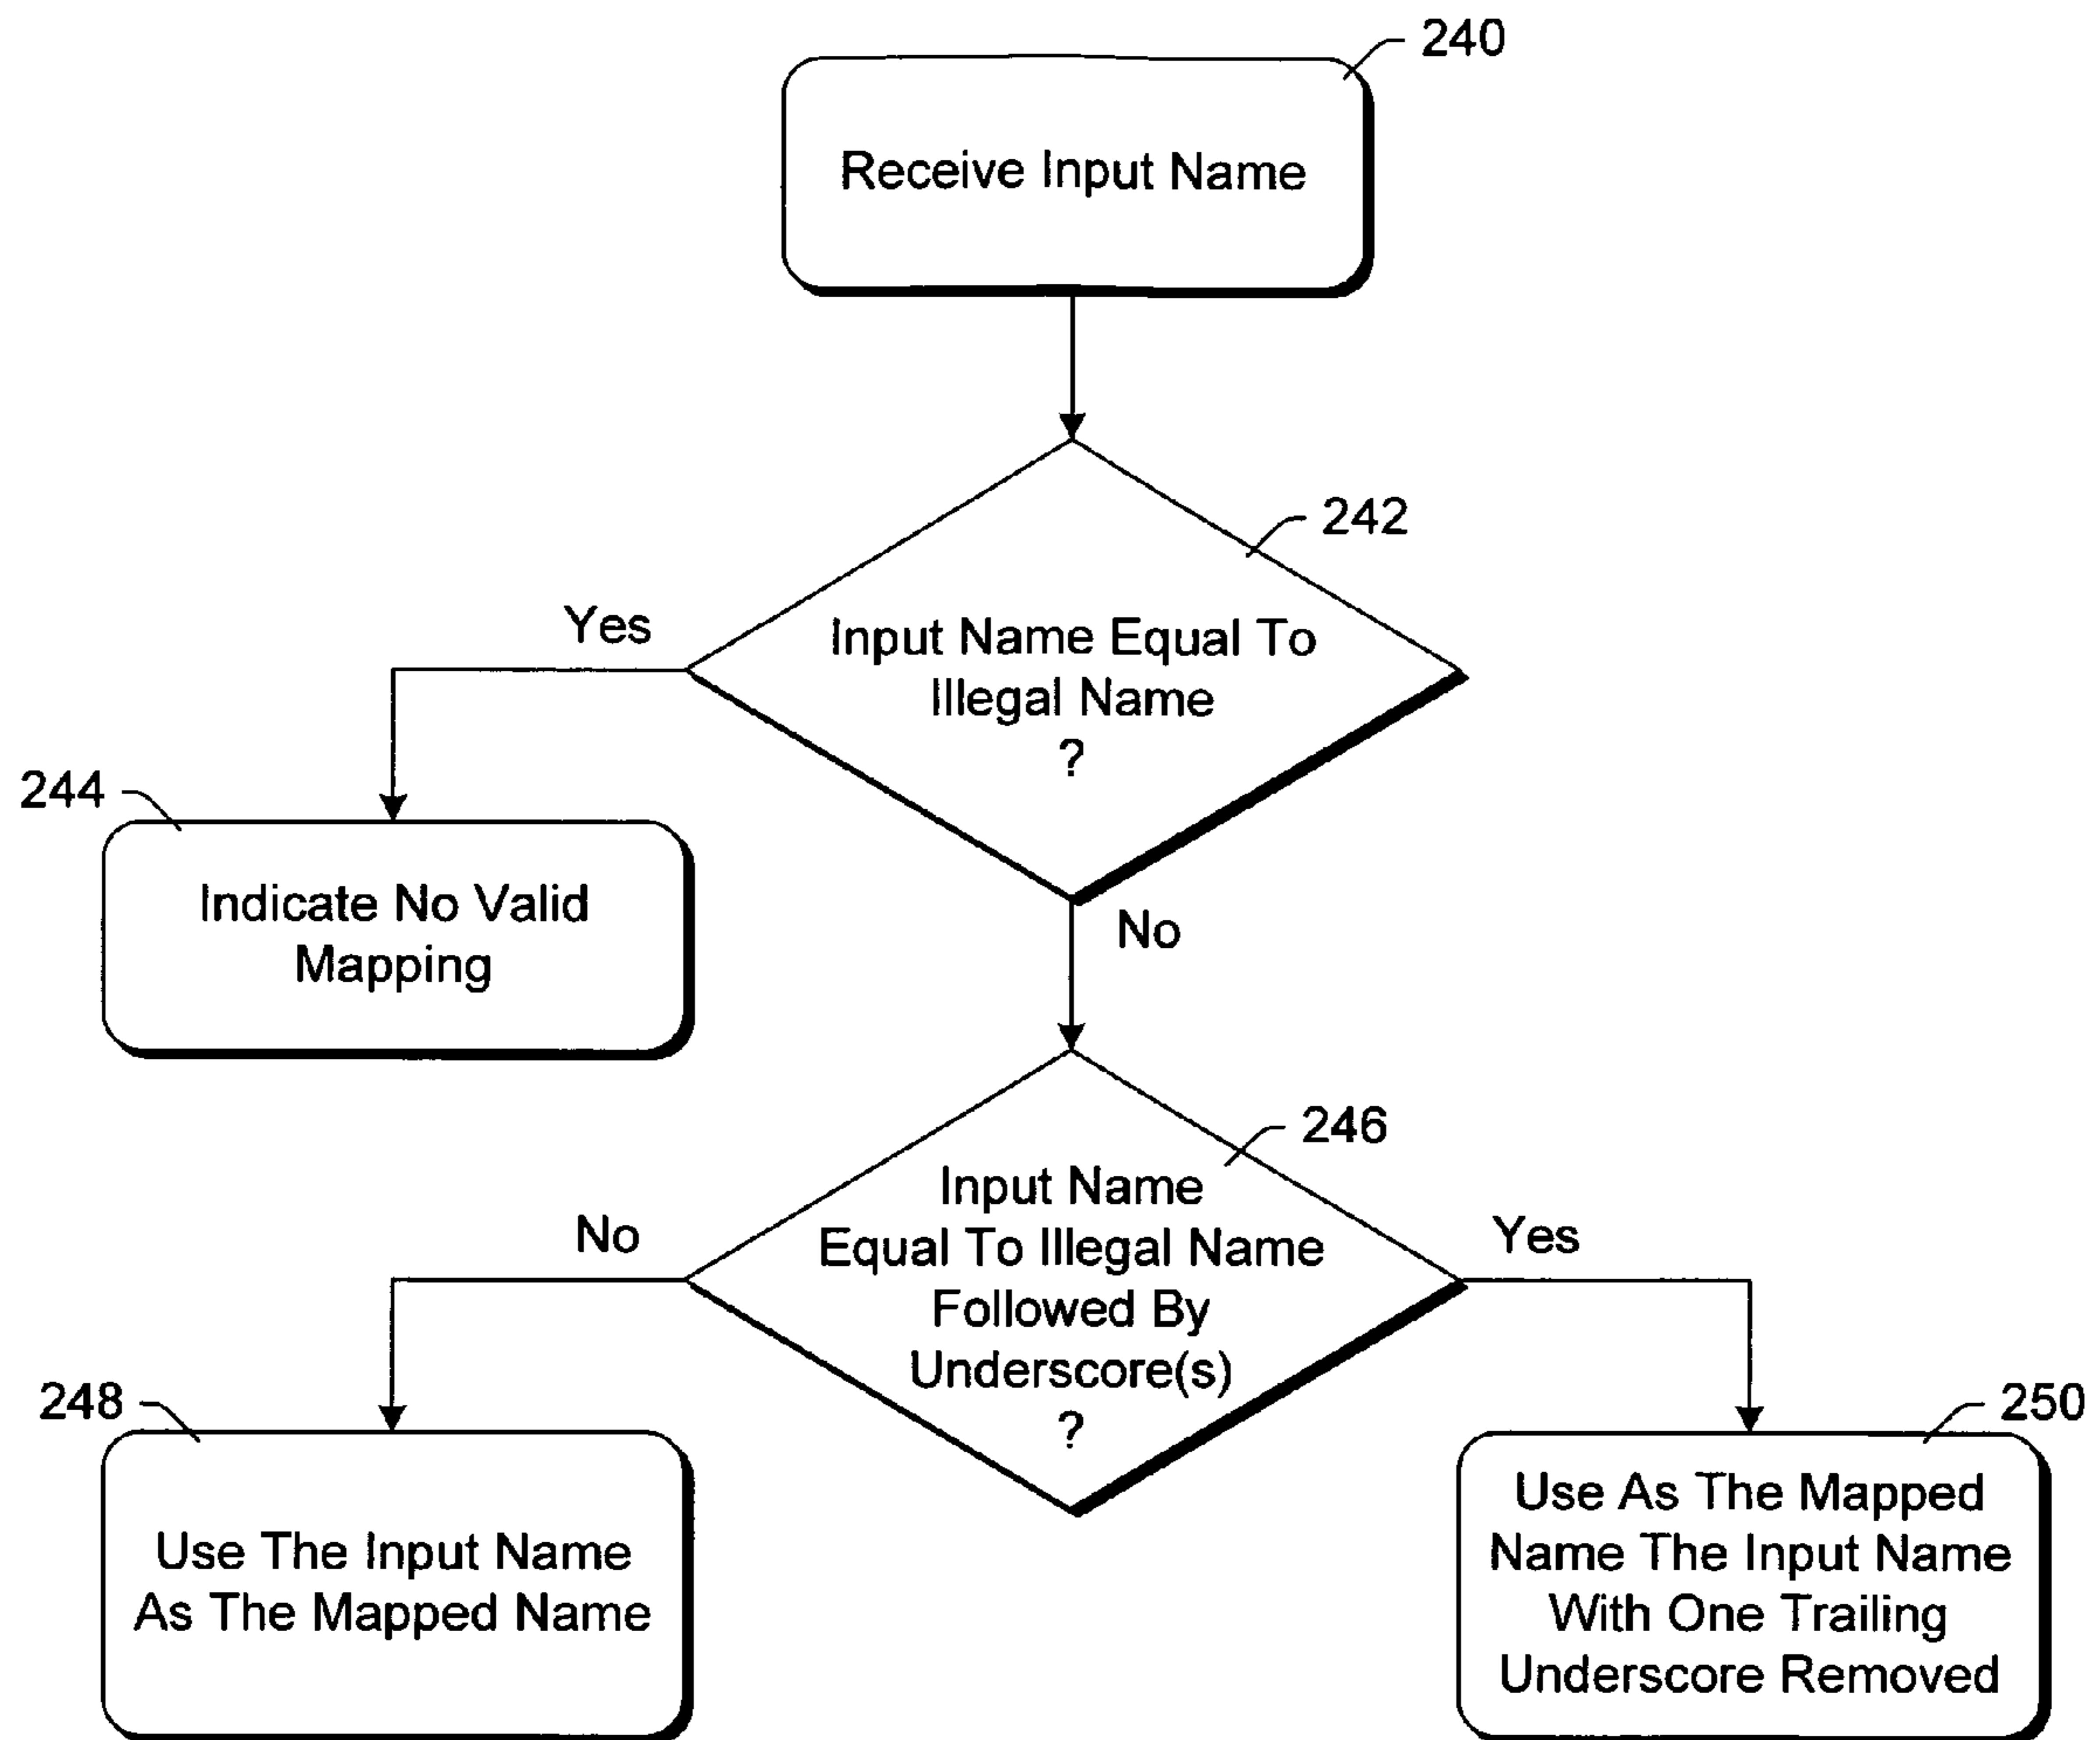 240
Receive Input Name
242
Yes
Input Name Equal To
Illegal Name
?
244
Indicate No Valid
Mapping
No
246
Input Name
Equal To Illegal Name
Followed By
Underscore(s)
?
No
Yes
248
Use The Input Name
As The Mapped Name
250
Use As The Mapped
Name The Input Name
With One Trailing
Underscore Removed